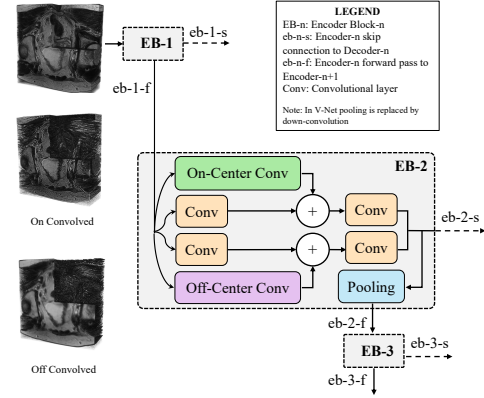 LEGEND
EB-n: Encoder Block-n
eb-n-s: Encoder-n skip
connection to Decoder-n
eb-n-f: Encoder-n forward pass to
Encoder-n+1
Conv: Convolutional layer
Note: In V-Net pooling is replaced by
down-convolution
EB-1
eb-1-s
eb-1-f
On Convolved
Off Convolved
EB-2
On-Center Conv
Conv
+
Conv
Conv
+
Conv
Off-Center Conv
Pooling
eb-2-s
eb-2-f
EB-3
eb-3-s
eb-3-f